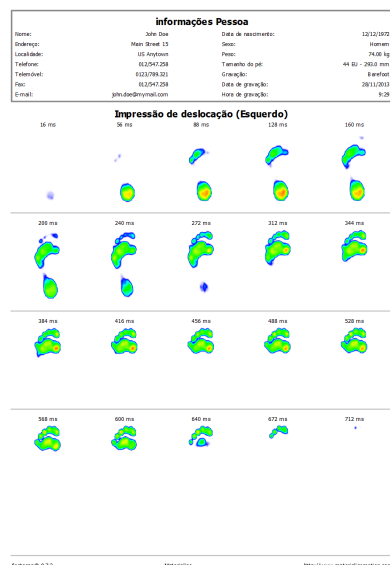 informações Pessoa
Nome: John Doe Data de nascimento: 12/12/1972
Endereço: Main Street 15 Sexo: Homem
Localidade: US Anytown Peso: 74.00 kg
Telefone: 012/547.258 Tamanho do pé: 44 EU - 293.0 mm
Telemóvel: 0123/789.321 Gravação: Barefoot
Fax: 012/547.258 Data de gravação: 28/11/2013
E-mail: john.doe@mymail.com Hora de gravação: 9:29
Impressão de deslocação (Esquerdo)
16 ms 56 ms 88 ms 128 ms 160 ms
200 ms 240 ms 272 ms 312 ms 344 ms
384 ms 416 ms 456 ms 488 ms 528 ms
568 ms 600 ms 640 ms 672 ms 712 ms